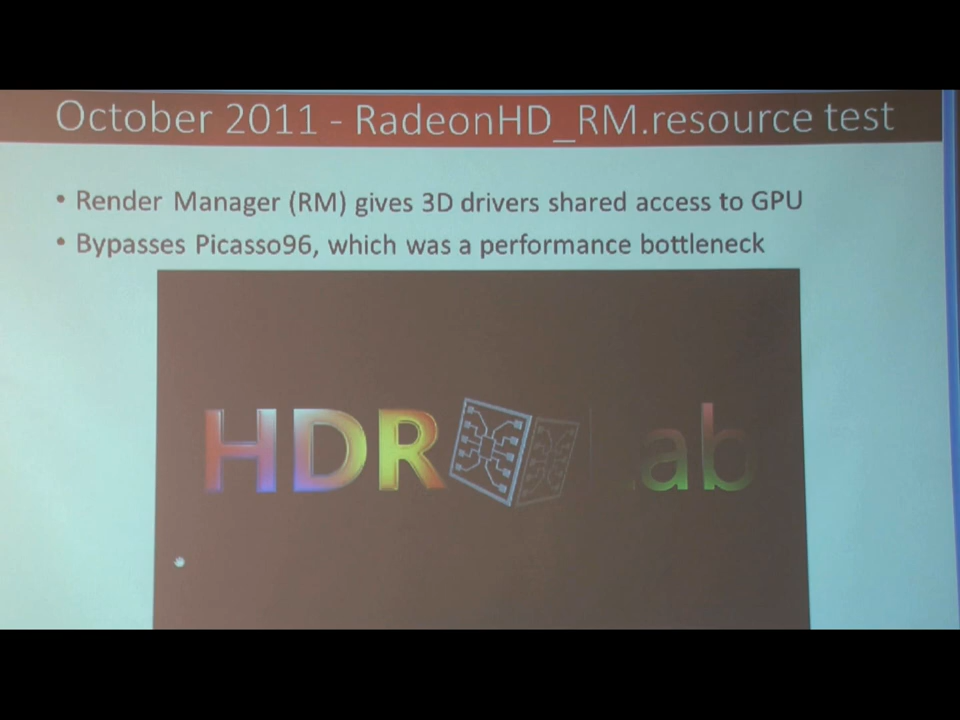 October 2011 - RadeonHD_RM.resource test
• Render Manager (RM) gives 3D drivers shared access to GPU
• Bypasses Picasso96, which was a performance bottleneck
HDR Lab